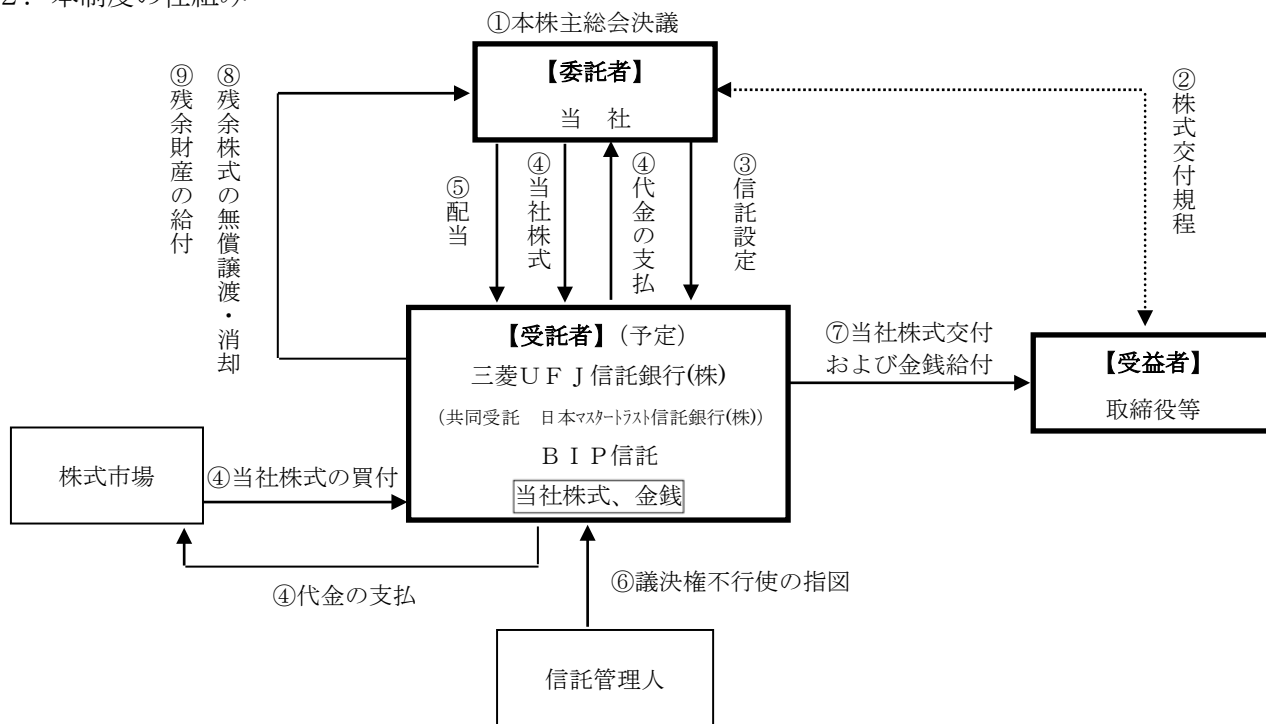 2．本制度の仕組み
①本株主総会決議
【委託者】
当　社
⑨残余財産の給付
⑧残余株式の無償譲渡・消却
⑤配当
④当社株式
④代金の支払
③信託設定
②株式交付規程
【受託者】（予定）
三菱ＵＦＪ信託銀行(株)
(共同受託　日本マスタートラスト信託銀行(株))
ＢＩＰ信託
当社株式、金銭
⑦当社株式交付
および金銭給付
【受益者】
取締役等
株式市場
④当社株式の買付
④代金の支払
⑥議決権不行使の指図
信託管理人